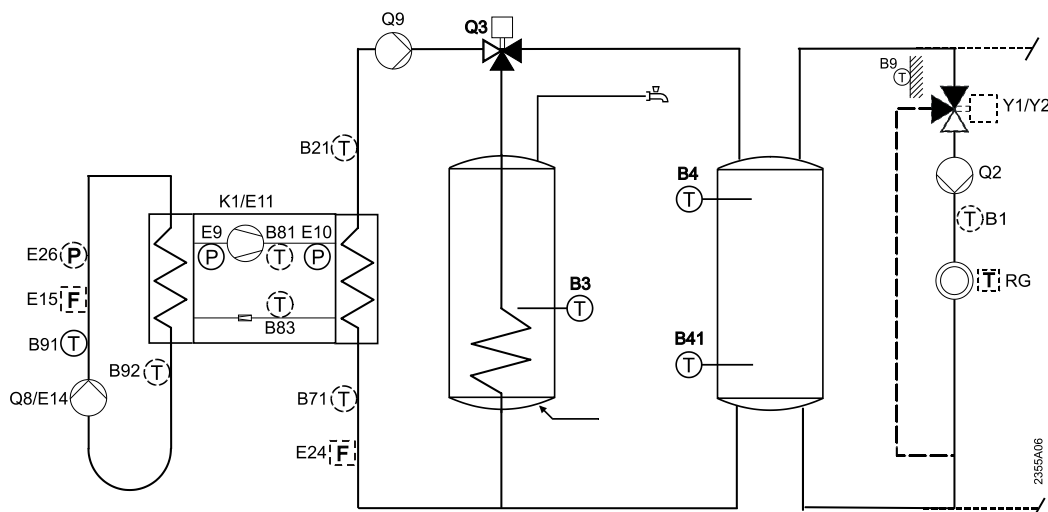 Q9
Q3
B9
T
Y1/Y2
B21
T
K1/E11
B4
T
Q2
T
B1
E26
P
E9
B81
E10
P
T
P
E15
F
T
B3
T
T
RG
B91
T
B83
B92
T
B41
T
Q8/E14
B71
T
E24
F
2355A06